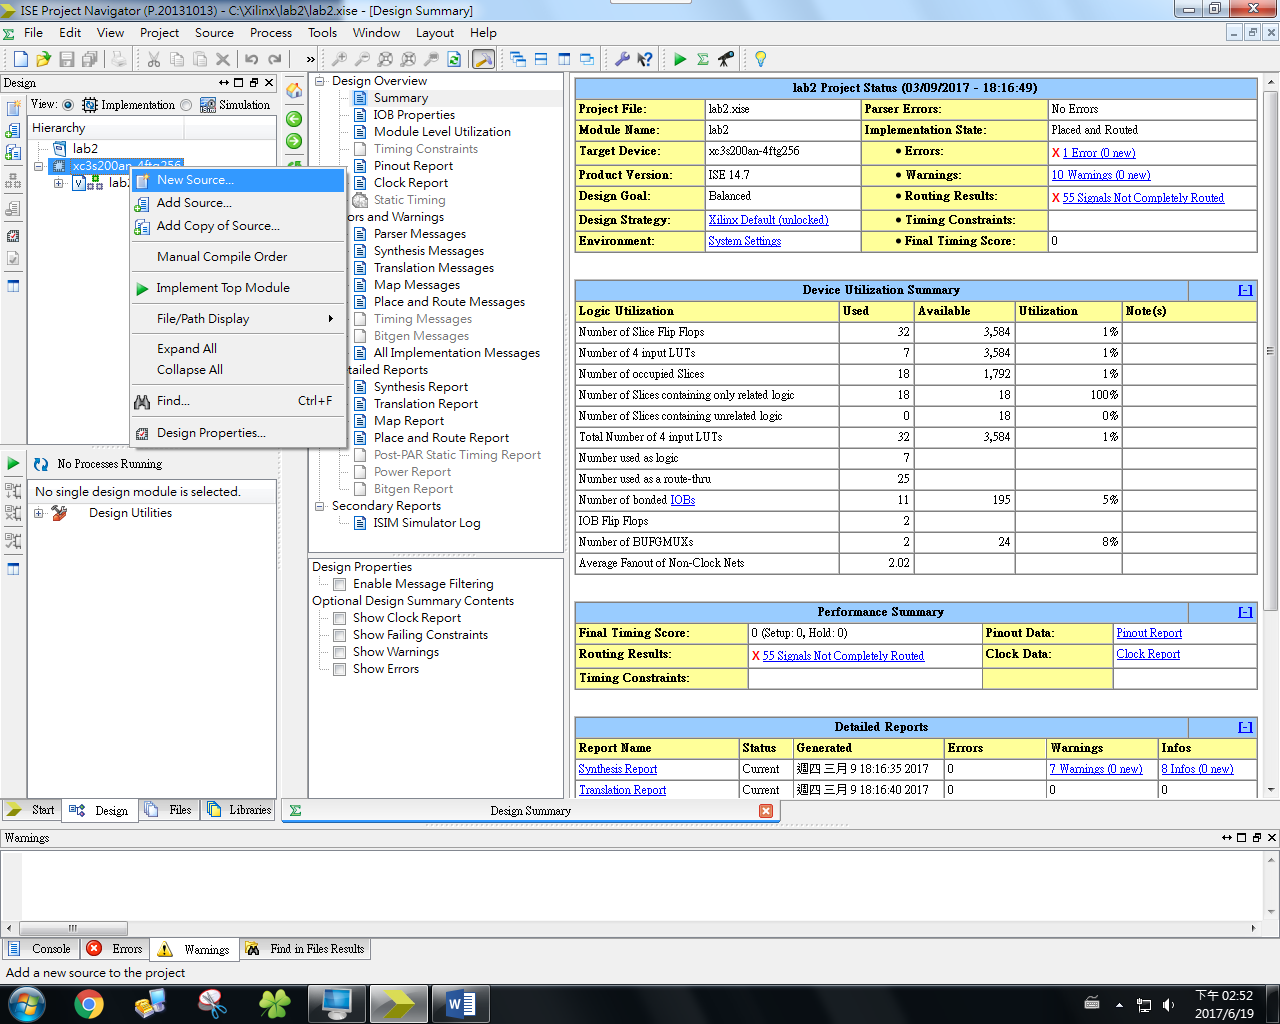 ISE Project Navigator (P.20131013) - C:\Xilinx\lab2\lab2.xise - [Design Summary]
File Edit View Project Source Process Tools Window Layout Help
Design
View: Implementation Simulation
Hierarchy
lab2
xc3s200an-4ftg256
lab2
New Source...
Add Source...
Add Copy of Source...
Manual Compile Order
Implement Top Module
File/Path Display
Expand All
Collapse All
Find... Ctrl+F
Design Properties...
No Processes Running
No single design module is selected.
Design Utilities
Start Design Files Libraries
Design Overview
Summary
IOB Properties
Module Level Utilization
Timing Constraints
Pinout Report
Clock Report
Static Timing
ors and Warnings
Parser Messages
Synthesis Messages
Translation Messages
Map Messages
Place and Route Messages
Timing Messages
Bitgen Messages
All Implementation Messages
tailed Reports
Synthesis Report
Translation Report
Map Report
Place and Route Report
Post-PAR Static Timing Report
Power Report
Bitgen Report
Secondary Reports
ISIM Simulator Log
Design Properties
Enable Message Filtering
Optional Design Summary Contents
Show Clock Report
Show Failing Constraints
Show Warnings
Show Errors
lab2 Project Status (03/09/2017 - 18:16:49)
Project File: lab2.xise Parser Errors: No Errors
Module Name: lab2 Implementation State: Placed and Routed
Target Device: xc3s200an-4ftg256 • Errors: X 1 Error (0 new)
Product Version: ISE 14.7 • Warnings: 10 Warnings (0 new)
Design Goal: Balanced • Routing Results: X 55 Signals Not Completely Routed
Design Strategy: Xilinx Default (unlocked) • Timing Constraints:
Environment: System Settings • Final Timing Score: 0
Device Utilization Summary [-]
Logic Utilization Used Available Utilization Note(s)
Number of Slice Flip Flops 32 3,584 1%
Number of 4 input LUTs 7 3,584 1%
Number of occupied Slices 18 1,792 1%
Number of Slices containing only related logic 18 18 100%
Number of Slices containing unrelated logic 0 18 0%
Total Number of 4 input LUTs 32 3,584 1%
Number used as logic 7
Number used as a route-thru 25
Number of bonded IOBs 11 195 5%
IOB Flip Flops 2
Number of BUFGMUXs 2 24 8%
Average Fanout of Non-Clock Nets 2.02
Performance Summary [-]
Final Timing Score: 0 (Setup: 0, Hold: 0) Pinout Data: Pinout Report
Routing Results: X 55 Signals Not Completely Routed Clock Data: Clock Report
Timing Constraints:
Detailed Reports [-]
Report Name Status Generated Errors Warnings Infos
Synthesis Report Current 週四 三月 9 18:16:35 2017 0 7 Warnings (0 new) 8 Infos (0 new)
Translation Report Current 週四 三月 9 18:16:40 2017 0 0 0
Design Summary
Warnings
Console Errors Warnings Find in Files Results
Add a new source to the project
下午 02:52
2017/6/19